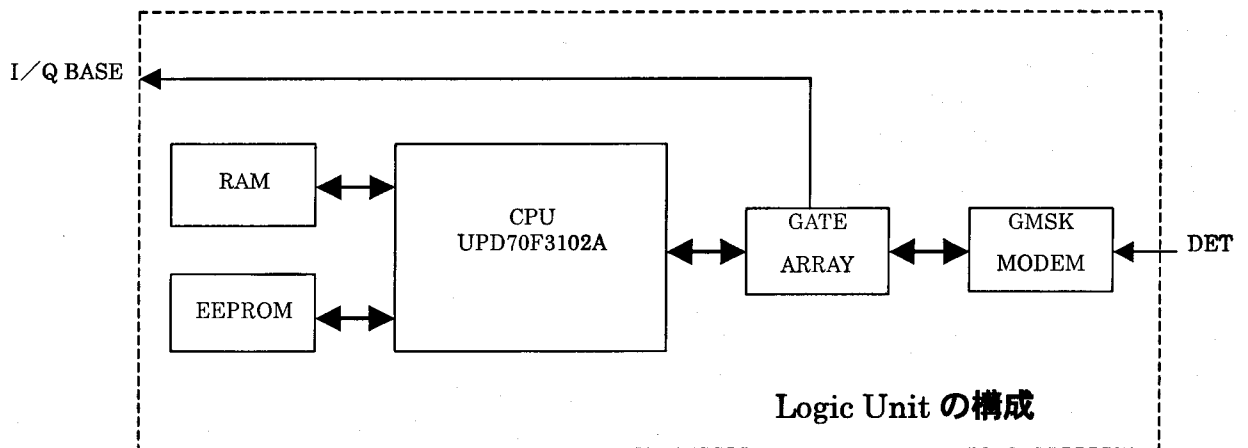 I/Q BASE
RAM
CPU
UPD70F3102A
GATE
ARRAY
GMSK
MODEM
DET
EEPROM
Logic Unit の構成